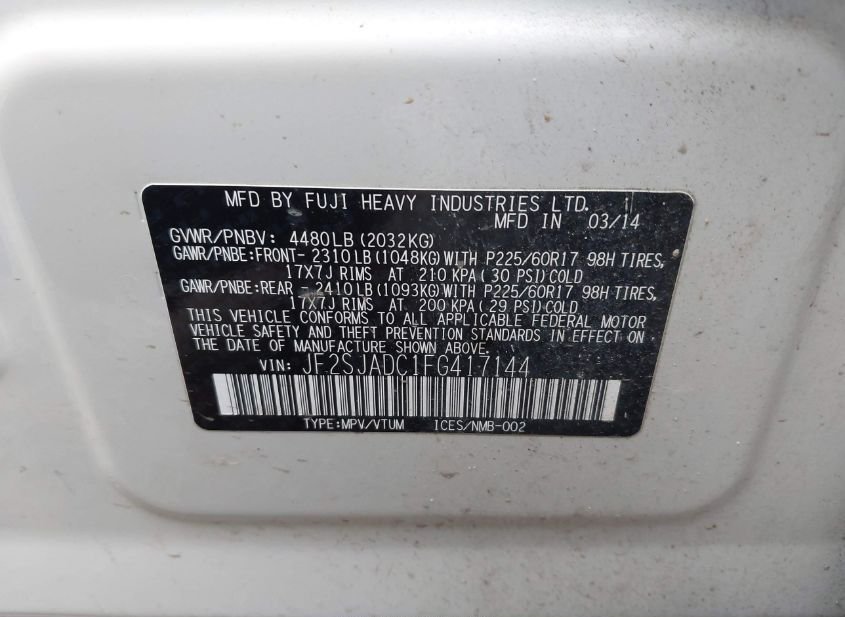 MFD BY FUJI HEAVY INDUSTRIES LTD.
MFD IN 03/14
GVWR/PNBV: 4480LB (2032KG)
GAWR/PNBE:FRONT- 2310LB (1048KG) WITH P225/60R17 98H TIRES,
17X7J RIMS AT 210 KPA ( 30 PSI) COLD
GAWR/PNBE:REAR - 2410LB (1093KG) WITH P225/60R17 98H TIRES,
17X7J RIMS AT 200 KPA ( 29 PSI) COLD
THIS VEHICLE CONFORMS TO ALL APPLICABLE FEDERAL MOTOR
VEHICLE SAFETY AND THEFT PREVENTION STANDARDS IN EFFECT ON
THE DATE OF MANUFACTURE SHOWN ABOVE.
VIN: JF2SJADC1FG417144
TYPE:MPV/VTUM ICES/NMB-002